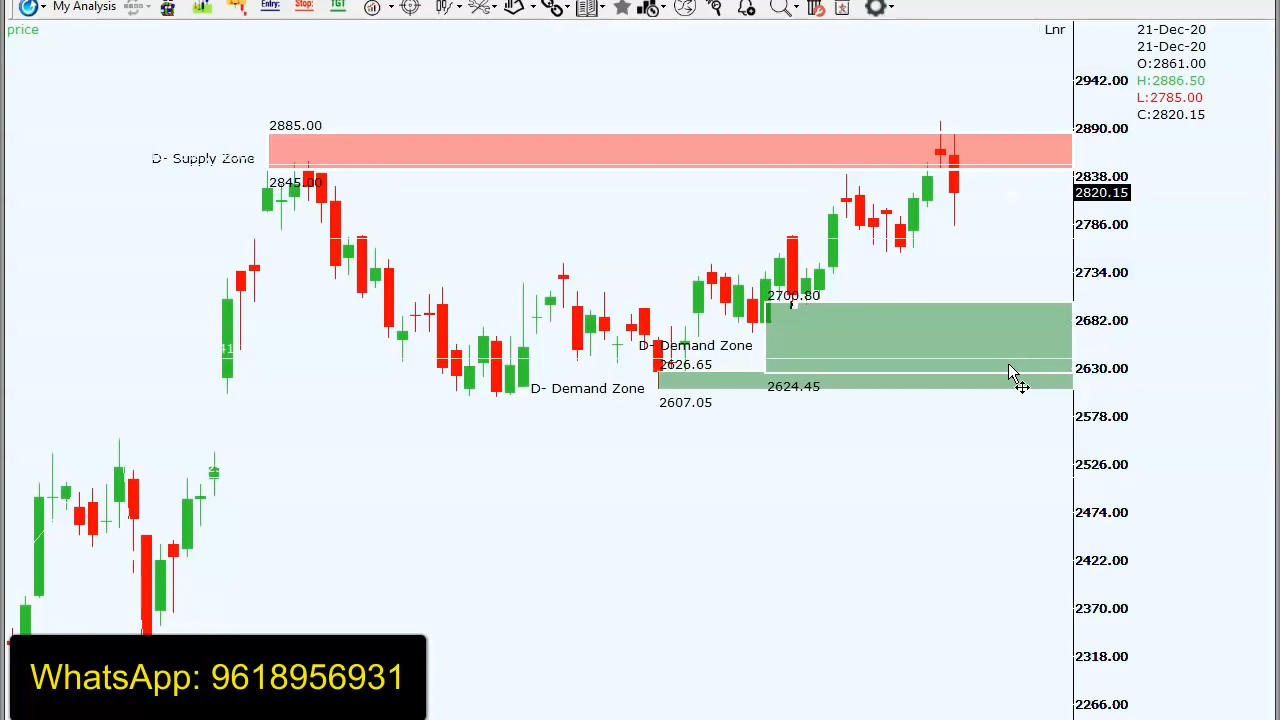 My Analysis
Entry:
Stop:
TGT
price
Lnr
21-Dec-20
21-Dec-20
O:2861.00
H:2886.50
L:2785.00
C:2820.15
2942.00
2890.00
2838.00
2820.15
2786.00
2734.00
2682.00
2630.00
2578.00
2526.00
2474.00
2422.00
2370.00
2318.00
2266.00
2885.00
D- Supply Zone
2845.00
2700.80
D- Demand Zone
2626.65
D- Demand Zone
2624.45
2607.05
WhatsApp: 9618956931